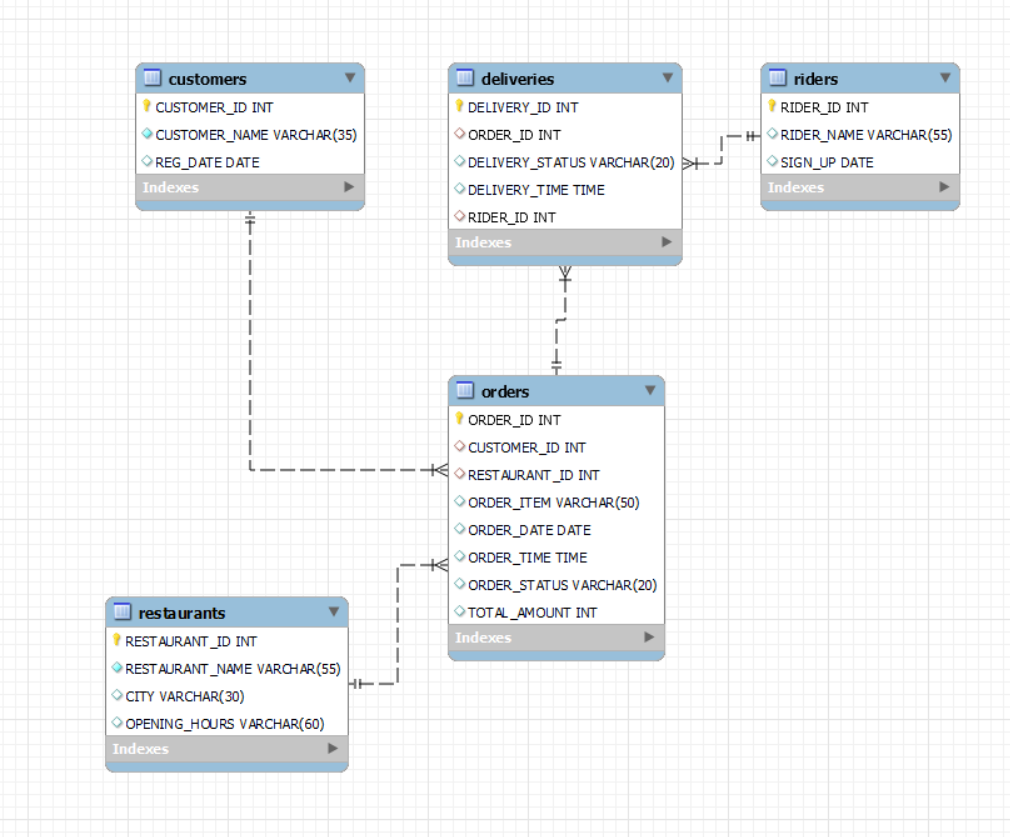 customers
CUSTOMER_ID INT
CUSTOMER_NAME VARCHAR(35)
REG_DATE DATE
Indexes
deliveries
DELIVERY_ID INT
ORDER_ID INT
DELIVERY_STATUS VARCHAR(20)
DELIVERY_TIME TIME
RIDER_ID INT
Indexes
riders
RIDER_ID INT
RIDER_NAME VARCHAR(55)
SIGN_UP DATE
Indexes
orders
ORDER_ID INT
CUSTOMER_ID INT
RESTAURANT_ID INT
ORDER_ITEM VARCHAR(50)
ORDER_DATE DATE
ORDER_TIME TIME
ORDER_STATUS VARCHAR(20)
TOTAL_AMOUNT INT
Indexes
restaurants
RESTAURANT_ID INT
RESTAURANT_NAME VARCHAR(55)
CITY VARCHAR(30)
OPENING_HOURS VARCHAR(60)
Indexes